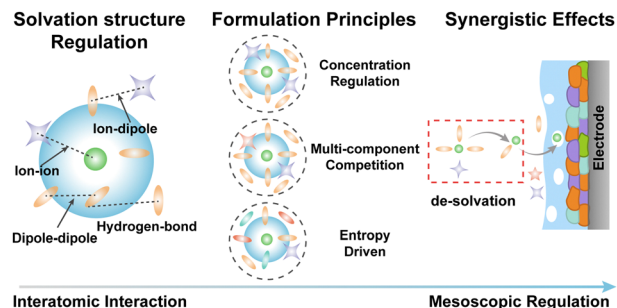 Solvation structure
Regulation
Ion-dipole
Ion-ion
Dipole-dipole
Hydrogen-bond
Formulation Principles
Concentration
Regulation
Multi-component
Competition
Entropy
Driven
Synergistic Effects
de-solvation
Electrode
Interatomic Interaction
Mesoscopic Regulation